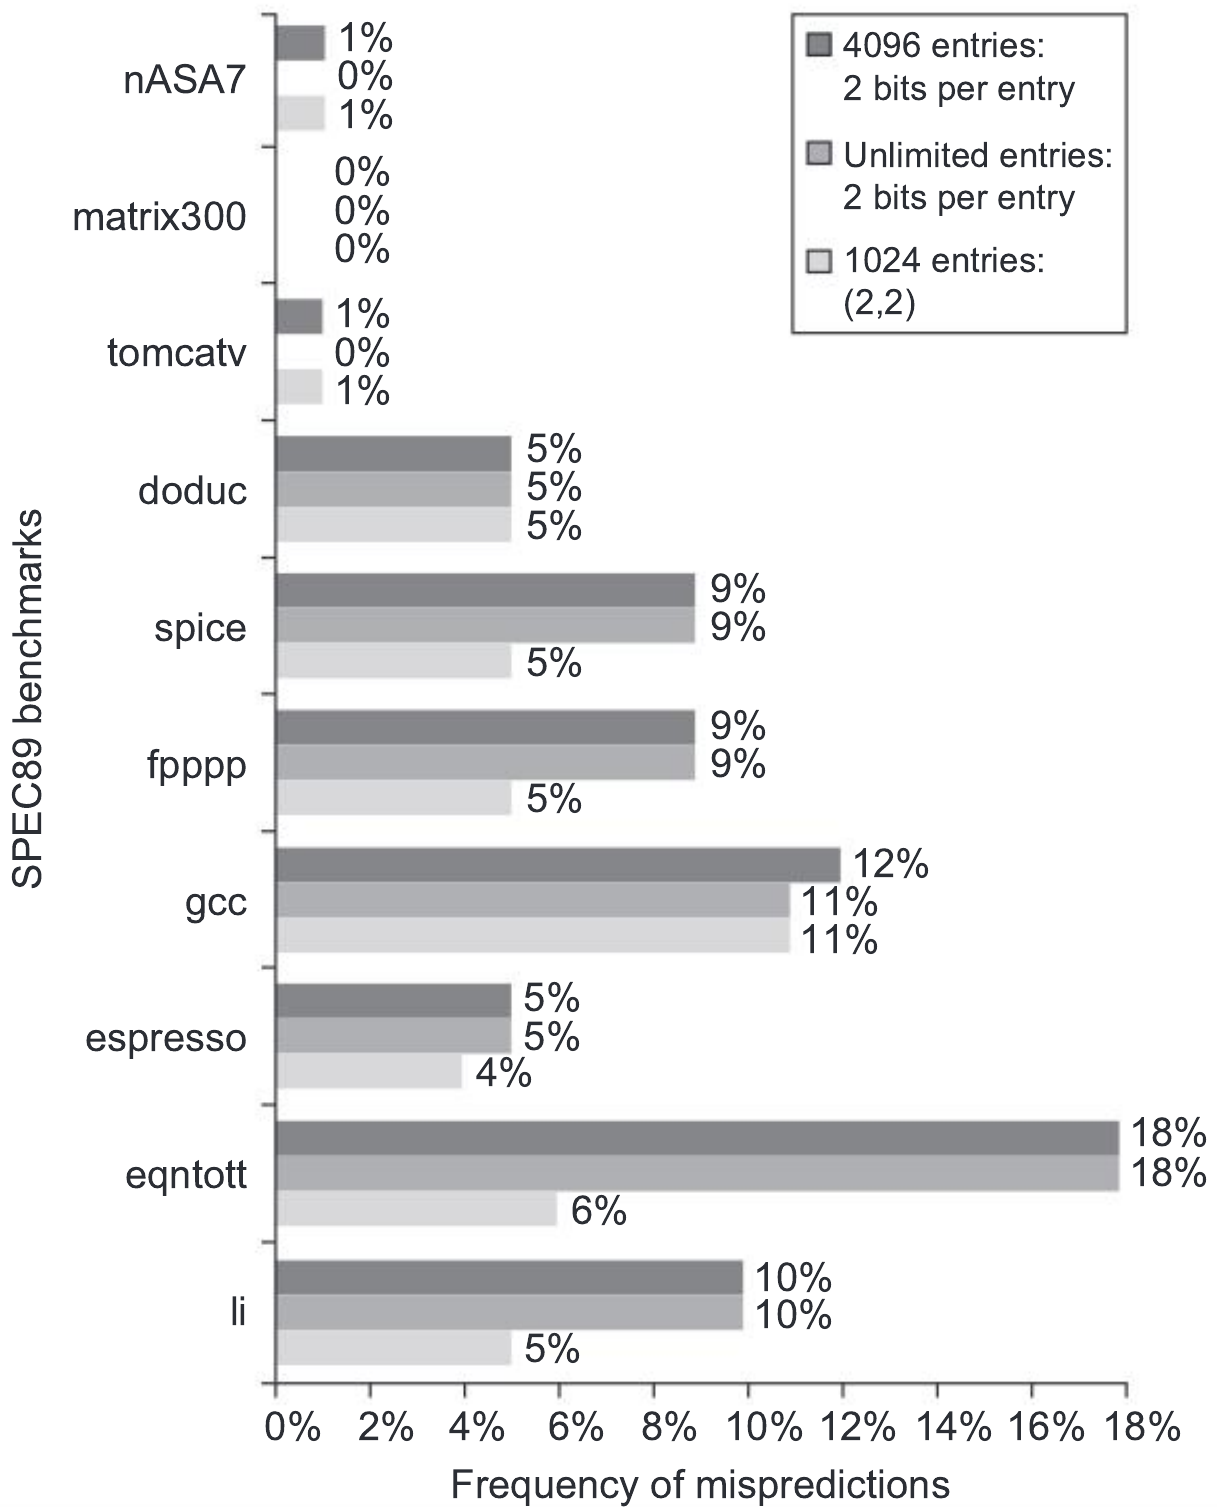 4096 entries:
2 bits per entry
Unlimited entries:
2 bits per entry
1024 entries:
(2,2)
SPEC89 benchmarks
nASA7
1%
0%
1%
matrix300
0%
0%
0%
tomcatv
1%
0%
1%
doduc
5%
5%
5%
spice
9%
9%
5%
fpppp
9%
9%
5%
gcc
12%
11%
11%
espresso
5%
5%
4%
eqntott
18%
18%
6%
li
10%
10%
5%
0% 2% 4% 6% 8% 10% 12% 14% 16% 18%
Frequency of mispredictions